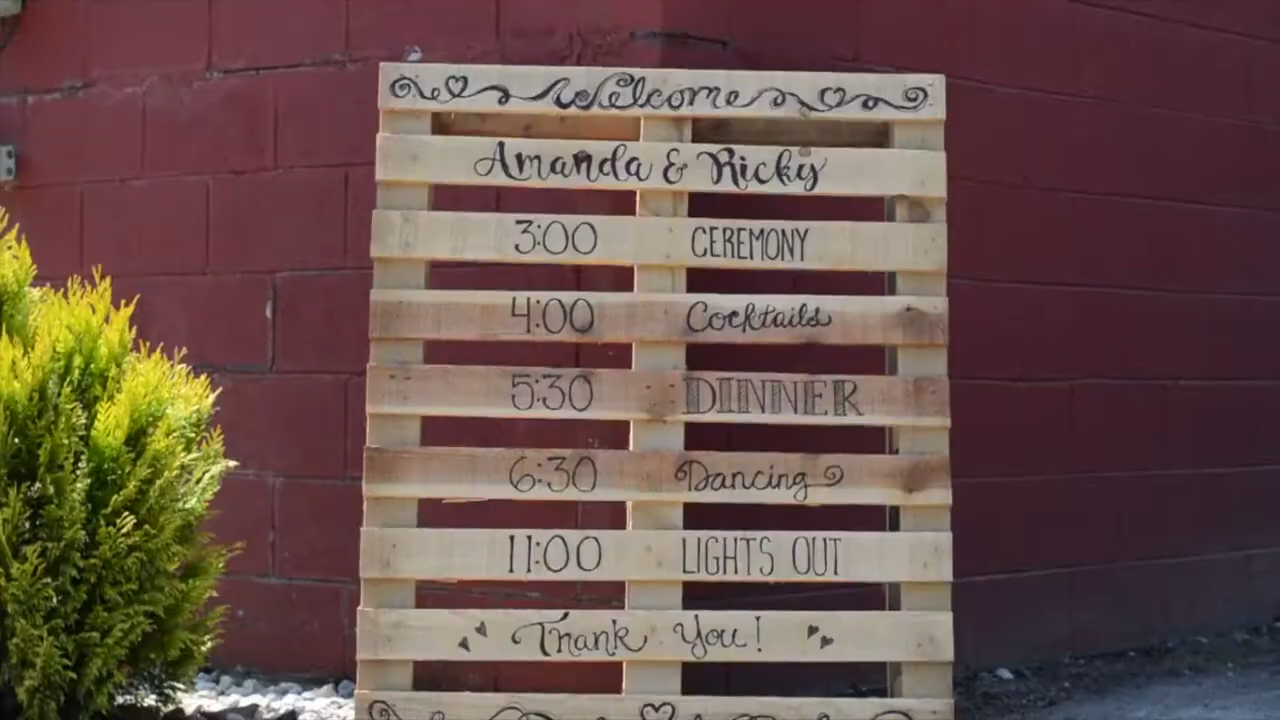 Welcome
Amanda & Ricky
3:00 CEREMONY
4:00 Cocktails
5:30 DINNER
6:30 Dancing
11:00 LIGHTS OUT
Thank You!